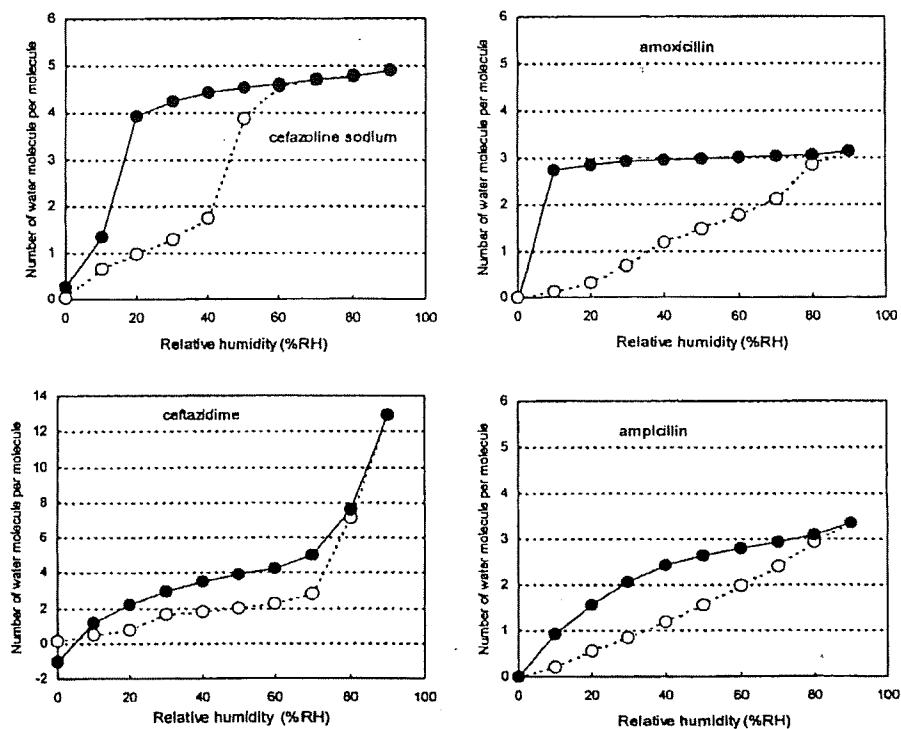 6
5
4
3
2
1
0
Number of water molecule per molecule
cefazoline sodium
0 20 40 60 80 100
Relative humidity (%RH)
6
5
4
3
2
1
0
Number of water molecule per molecule
amoxicillin
0 20 40 60 80 100
Relative humidity (%RH)
14
12
10
8
6
4
2
0
-2
Number of water molecule per molecule
ceftazidime
0 20 40 60 80 100
Relative humidity (%RH)
6
5
4
3
2
1
0
Number of water molecule per molecule
ampicillin
0 20 40 60 80 100
Relative humidity (%RH)